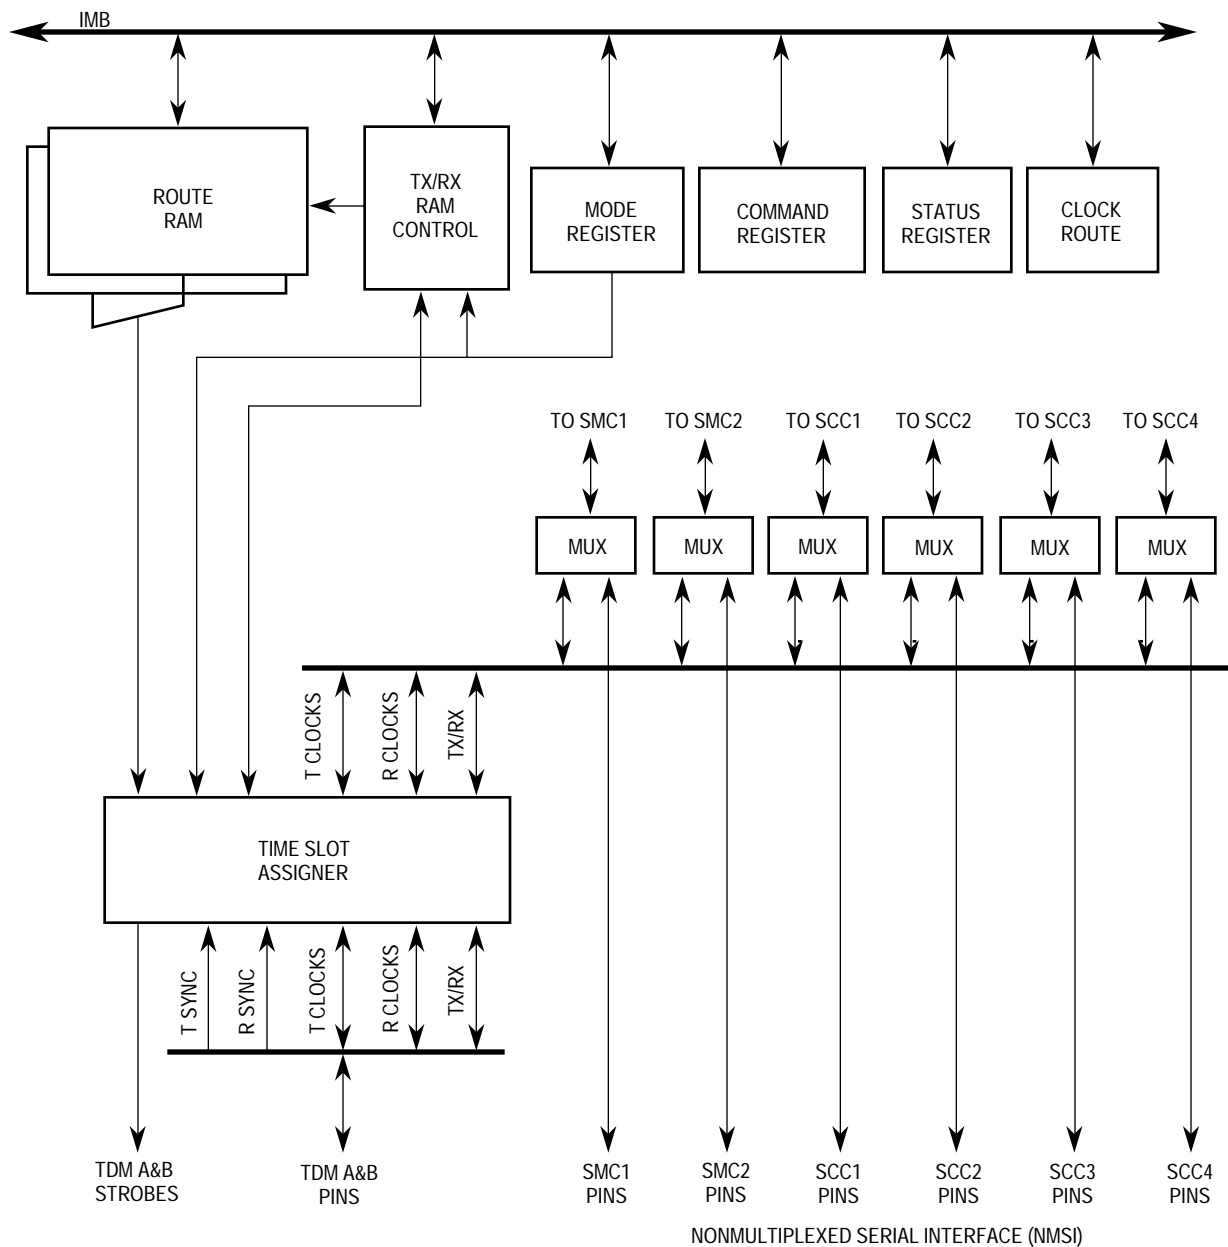 IMB
ROUTE
RAM
TX/RX
RAM
CONTROL
MODE
REGISTER
COMMAND
REGISTER
STATUS
REGISTER
CLOCK
ROUTE
TO SMC1
TO SMC2
TO SCC1
TO SCC2
TO SCC3
TO SCC4
MUX
MUX
MUX
MUX
MUX
MUX
T CLOCKS
R CLOCKS
TX/RX
TIME SLOT
ASSIGNER
T SYNC
R SYNC
T CLOCKS
R CLOCKS
TX/RX
TDM A&B
STROBES
TDM A&B
PINS
SMC1
PINS
SMC2
PINS
SCC1
PINS
SCC2
PINS
SCC3
PINS
SCC4
PINS
NONMULTIPLEXED SERIAL INTERFACE (NMSI)